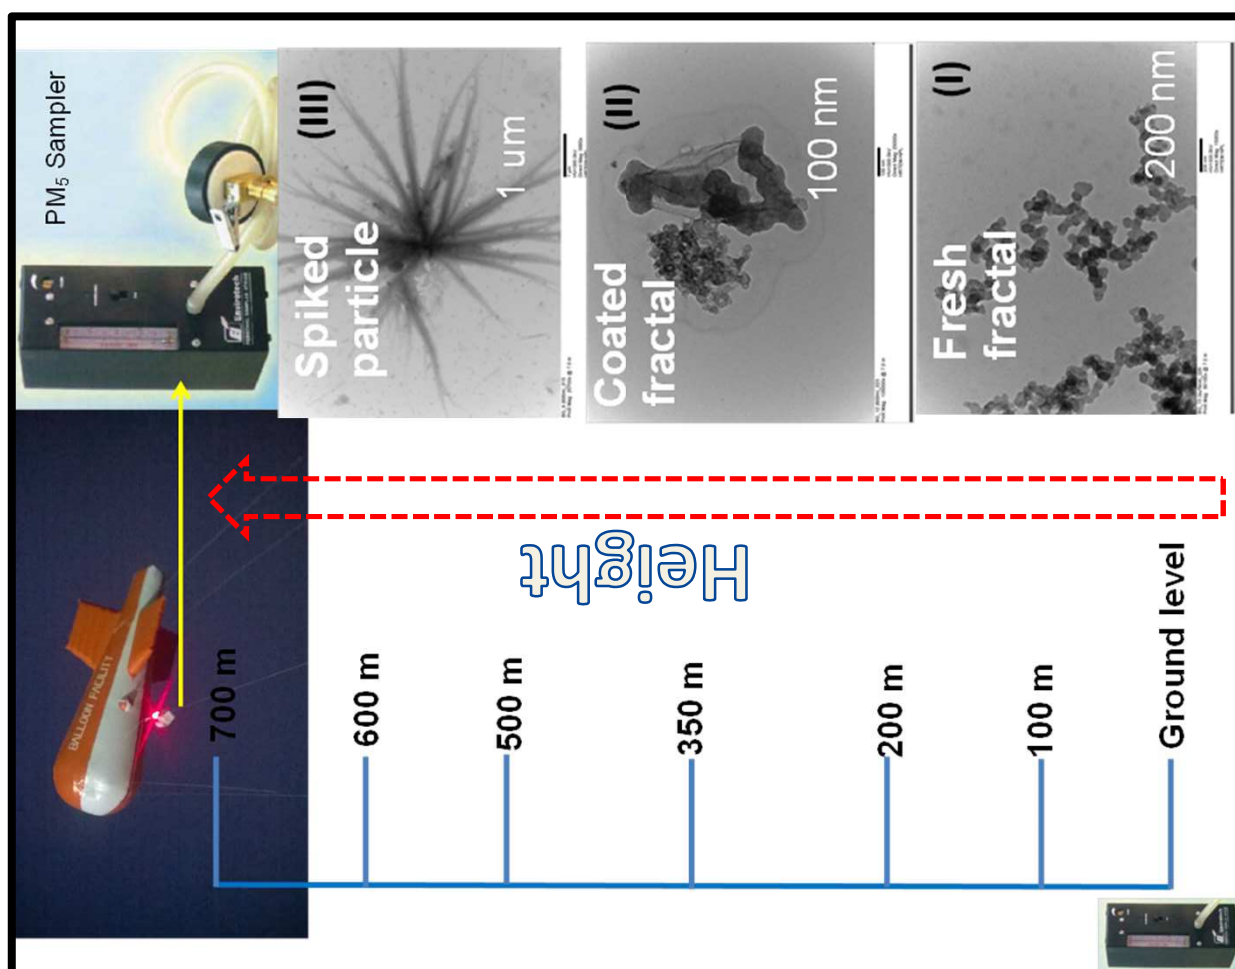 PM5 Sampler
Envirotech
(III)
Spiked
particle
1 um
(II)
Coated
fractal
100 nm
(I)
Fresh
fractal
200 nm
BALLOON FACILITY
Height
700 m
600 m
500 m
350 m
200 m
100 m
Ground level